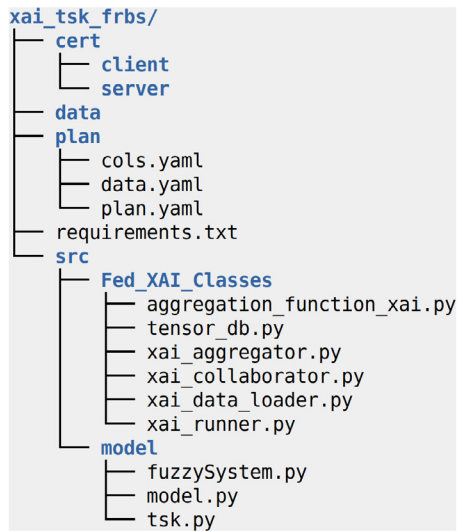 xai_tsk_frbs/
cert
client
server
data
plan
cols.yaml
data.yaml
plan.yaml
requirements.txt
src
Fed_XAI_Classes
aggregation_function_xai.py
tensor_db.py
xai_aggregator.py
xai_collaborator.py
xai_data_loader.py
xai_runner.py
model
fuzzySystem.py
model.py
tsk.py